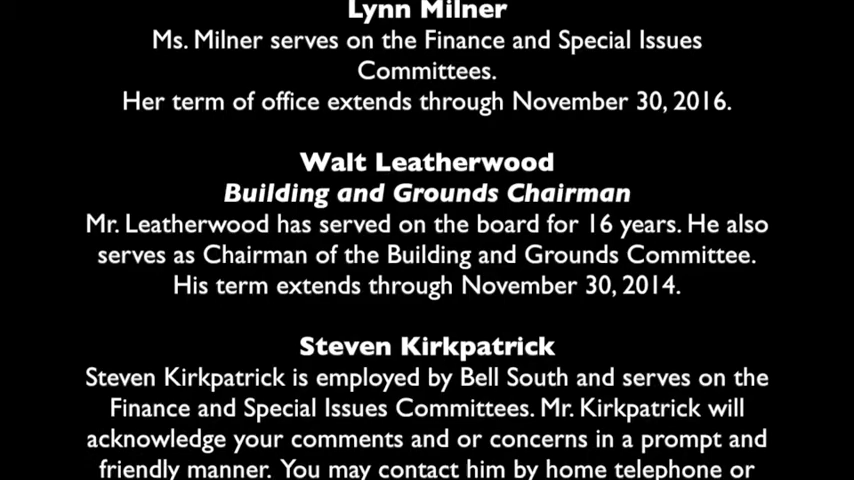 Lynn Milner
Ms. Milner serves on the Finance and Special Issues
Committees.
Her term of office extends through November 30, 2016.
Walt Leatherwood
Building and Grounds Chairman
Mr. Leatherwood has served on the board for 16 years. He also
serves as Chairman of the Building and Grounds Committee.
His term extends through November 30, 2014.
Steven Kirkpatrick
Steven Kirkpatrick is employed by Bell South and serves on the
Finance and Special Issues Committees. Mr. Kirkpatrick will
acknowledge your comments and or concerns in a prompt and
friendly manner. You may contact him by home telephone or